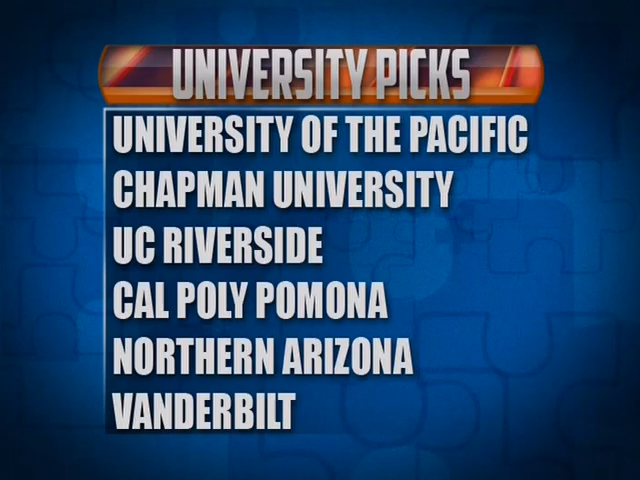 UNIVERSITY PICKS
UNIVERSITY OF THE PACIFIC
CHAPMAN UNIVERSITY
UC RIVERSIDE
CAL POLY POMONA
NORTHERN ARIZONA
VANDERBILT